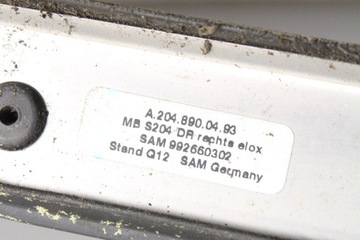 A.204.890.04.93
MB S204 DR rechts elox
SAM 992660302
Stand Q12 SAM Germany